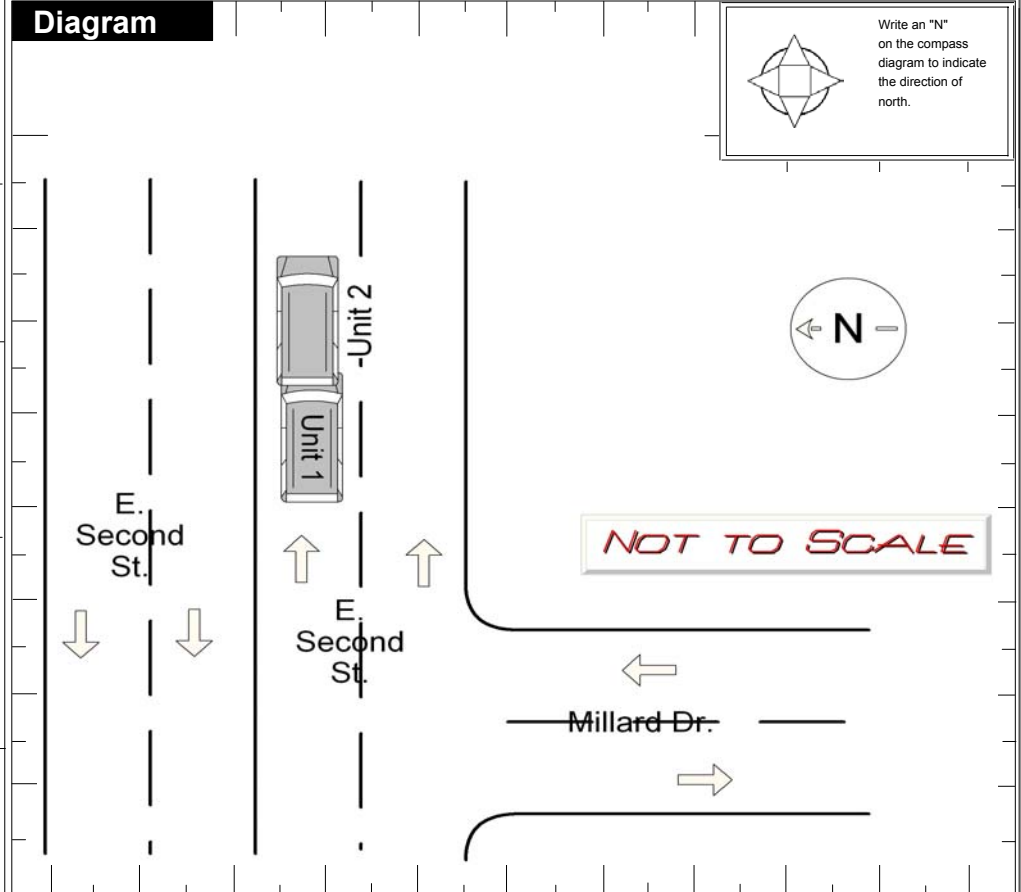 Diagram
Write an "N"
on the compass
diagram to indicate
the direction of
north.
Unit 2
N
Unit 1
E.
Second
St.
NOT TO SCALE
E.
Second
St.
Millard Dr.